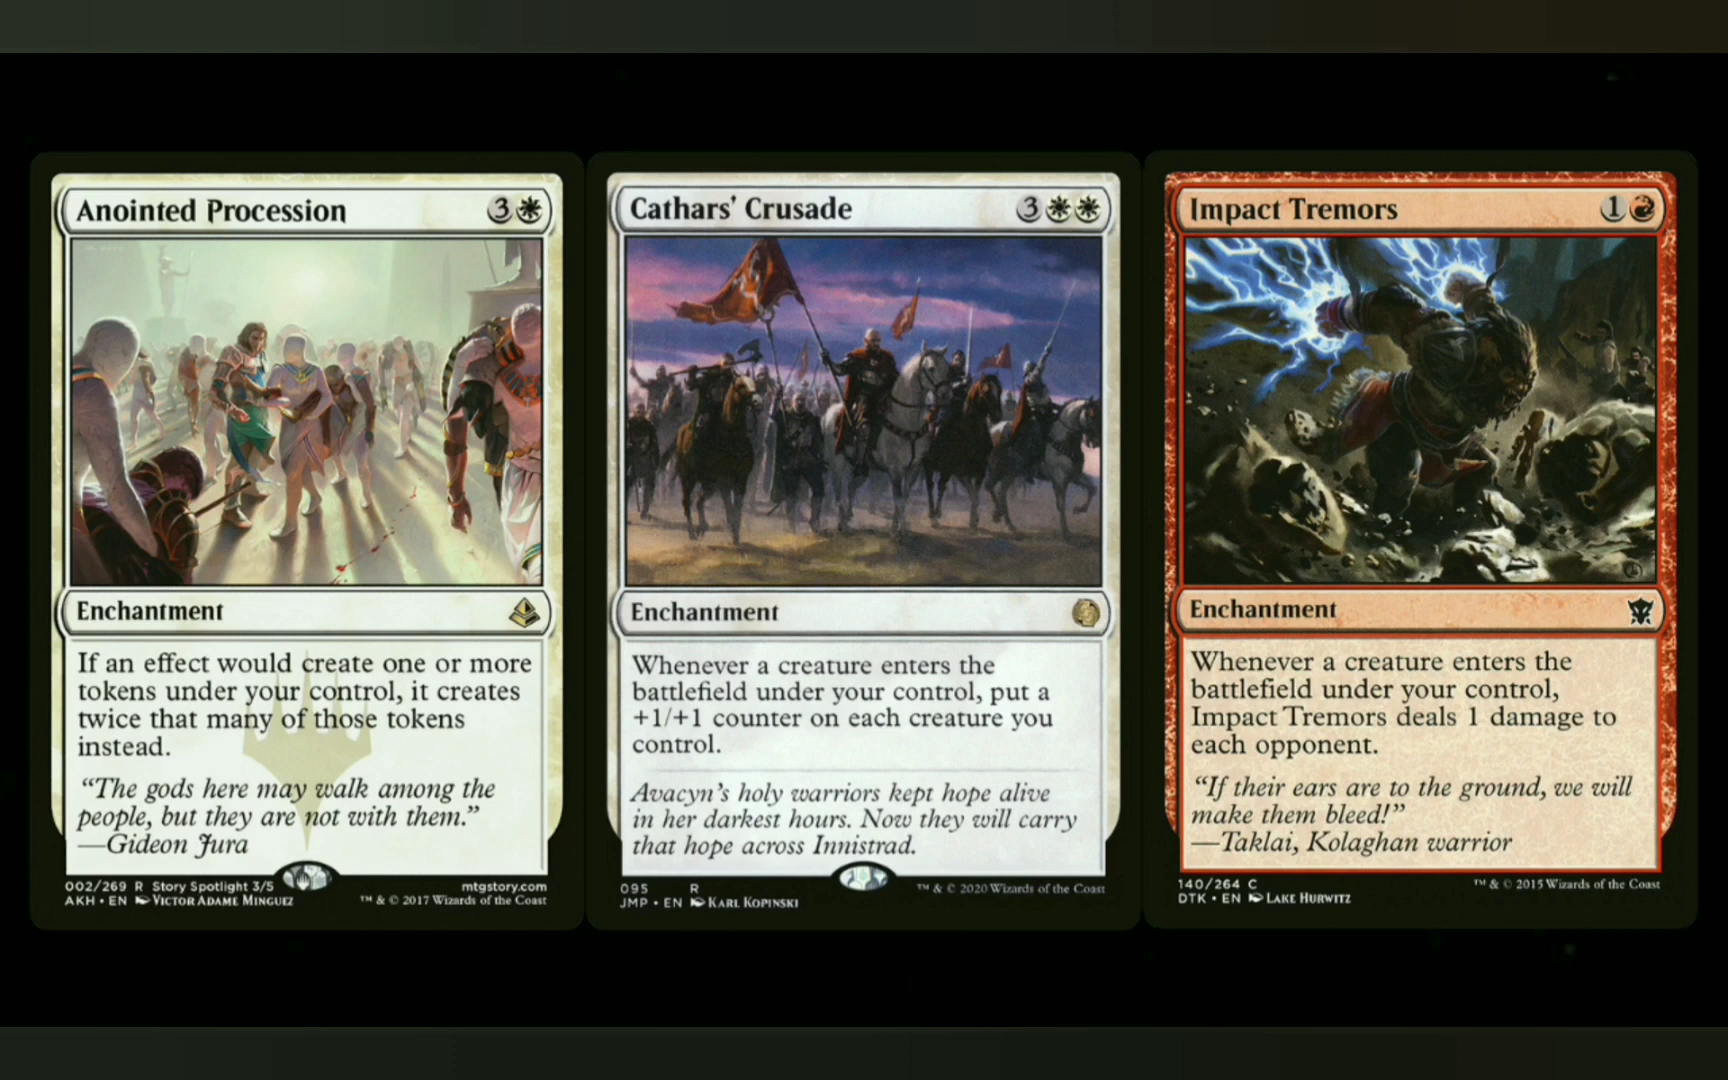 Anointed Procession
3
Enchantment
If an effect would create one or more
tokens under your control, it creates
twice that many of those tokens
instead.
“The gods here may walk among the
people, but they are not with them.”
—Gideon Jura
002/269 R Story Spotlight 3/5
mtgstory.com
AKH • EN Victor Adame Minguez
™ & © 2017 Wizards of the Coast
Cathars’ Crusade
3
Enchantment
Whenever a creature enters the
battlefield under your control, put a
+1/+1 counter on each creature you
control.
Avacyn’s holy warriors kept hope alive
in her darkest hours. Now they will carry
that hope across Innistrad.
095 R
™ & © 2020 Wizards of the Coast
JMP • EN Karl Kopinski
Impact Tremors
1
Enchantment
Whenever a creature enters the
battlefield under your control,
Impact Tremors deals 1 damage to
each opponent.
“If their ears are to the ground, we will
make them bleed!”
—Taklai, Kolaghan warrior
140/264 C
™ & © 2015 Wizards of the Coast
DTK • EN Lake Hurwitz